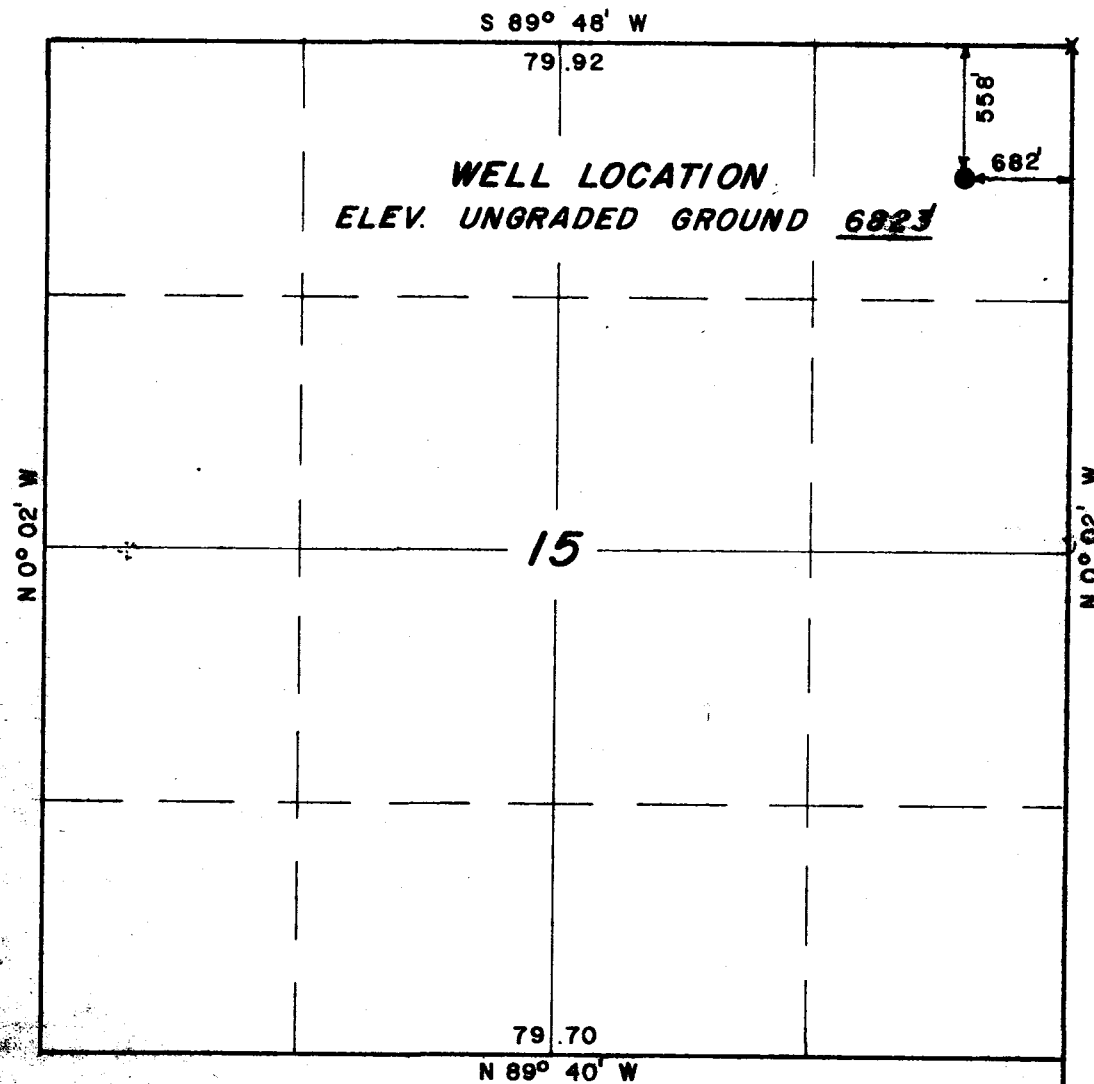 S 89° 48' W
79.92
558'
682'
WELL LOCATION
ELEV. UNGRADED GROUND 6823'
N 0° 02' W
15
N 0° 02' W
79.70
N 89° 40' W